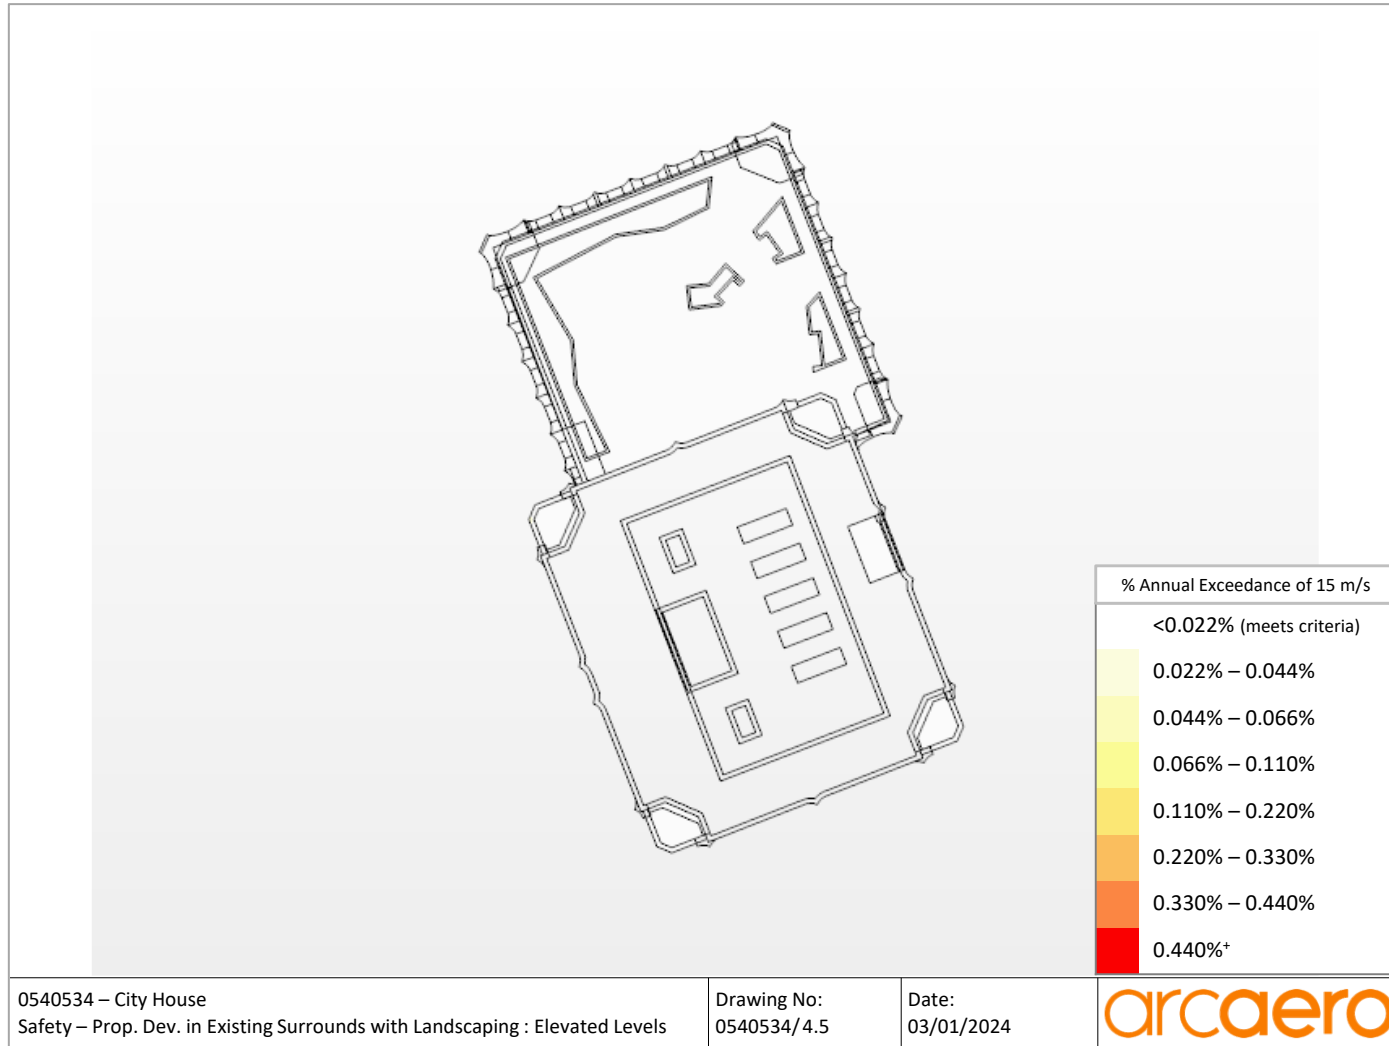 % Annual Exceedance of 15 m/s
<0.022% (meets criteria)
0.022% – 0.044%
0.044% – 0.066%
0.066% – 0.110%
0.110% – 0.220%
0.220% – 0.330%
0.330% – 0.440%
0.440%⁺
0540534 – City House
Safety – Prop. Dev. in Existing Surrounds with Landscaping : Elevated Levels
Drawing No:
0540534/4.5
Date:
03/01/2024
arcaero